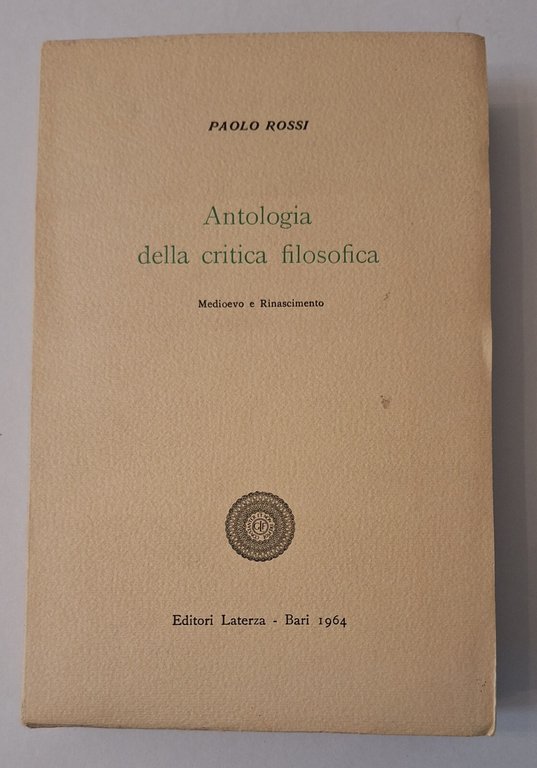 PAOLO ROSSI
Antologia
della critica filosofica
Medioevo e Rinascimento
Editori Laterza - Bari 1964